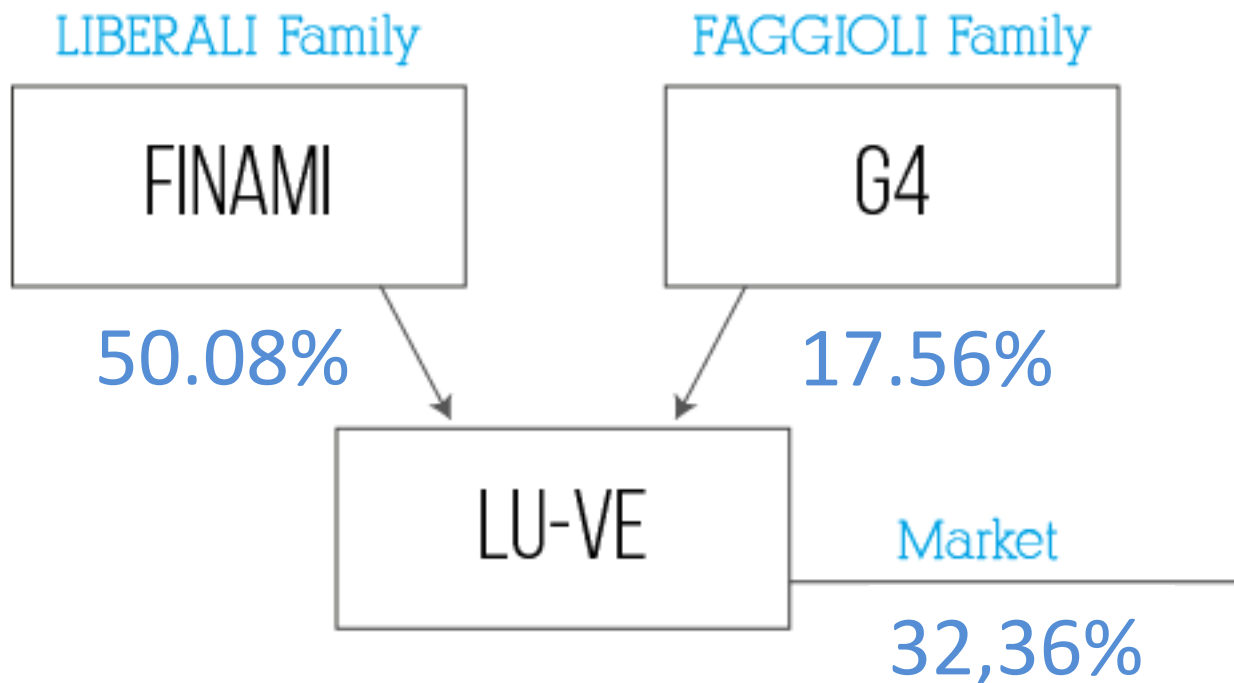 LIBERALI Family
FAGGIOLI Family
FINAMI
G4
50.08%
17.56%
LU-VE
Market
32,36%